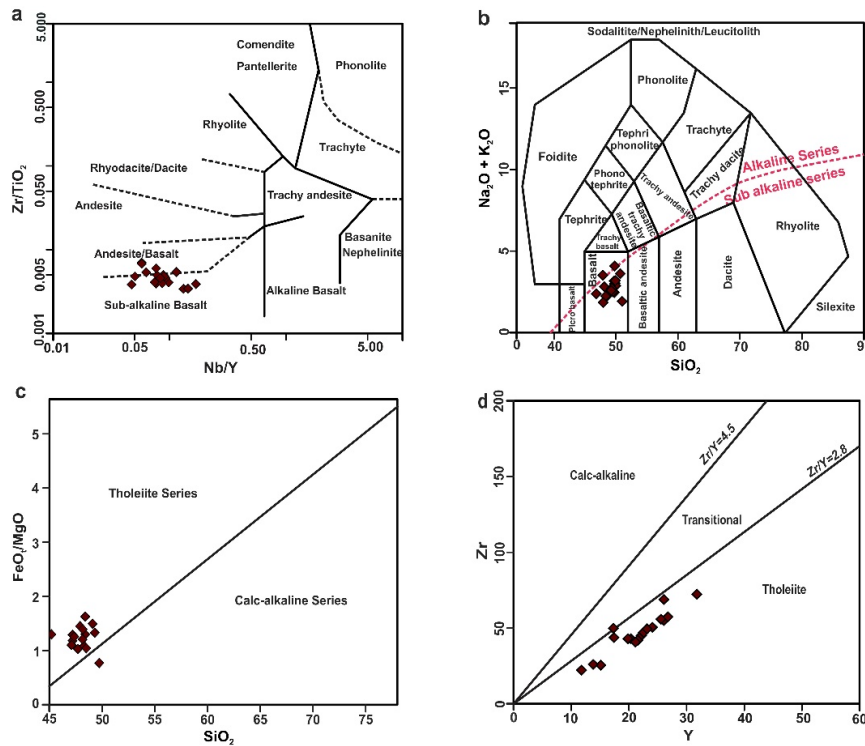 a
5.000
0.500
0.050
0.005
0.001
Zr/TiO2
Comendite
Pantellerite
Phonolite
Rhyolite
Trachyte
Rhyodacite/Dacite
Trachy andesite
Andesite
Andesite/Basalt
Basanite
Nephelinite
Sub-alkaline Basalt
Alkaline Basalt
0.01
0.05
0.50
5.00
Nb/Y
b
Sodalitite/Nephelinith/Leucitolith
15
10
5
0
Na2O + K2O
Phonolite
Foidite
Tephri
phonolite
Trachyte
Phono
tephrite
Trachy andesite
Trachy dacite
Alkaline Series
Sub alkaline series
Tephrite
Basaltic
trachy
andesite
Trachy
basalt
Rhyolite
Picro basalt
Basalt
Basaltic andesite
Andesite
Dacite
Silexite
0
40
50
60
70
80
90
SiO2
c
5
4
3
2
1
0
FeOt/MgO
Tholeiite Series
Calc-alkaline Series
45
50
55
60
65
70
75
SiO2
d
200
150
100
50
0
Zr
Zr/Y=4.5
Zr/Y=2.8
Calc-alkaline
Transitional
Tholeiite
0
10
20
30
40
50
60
Y